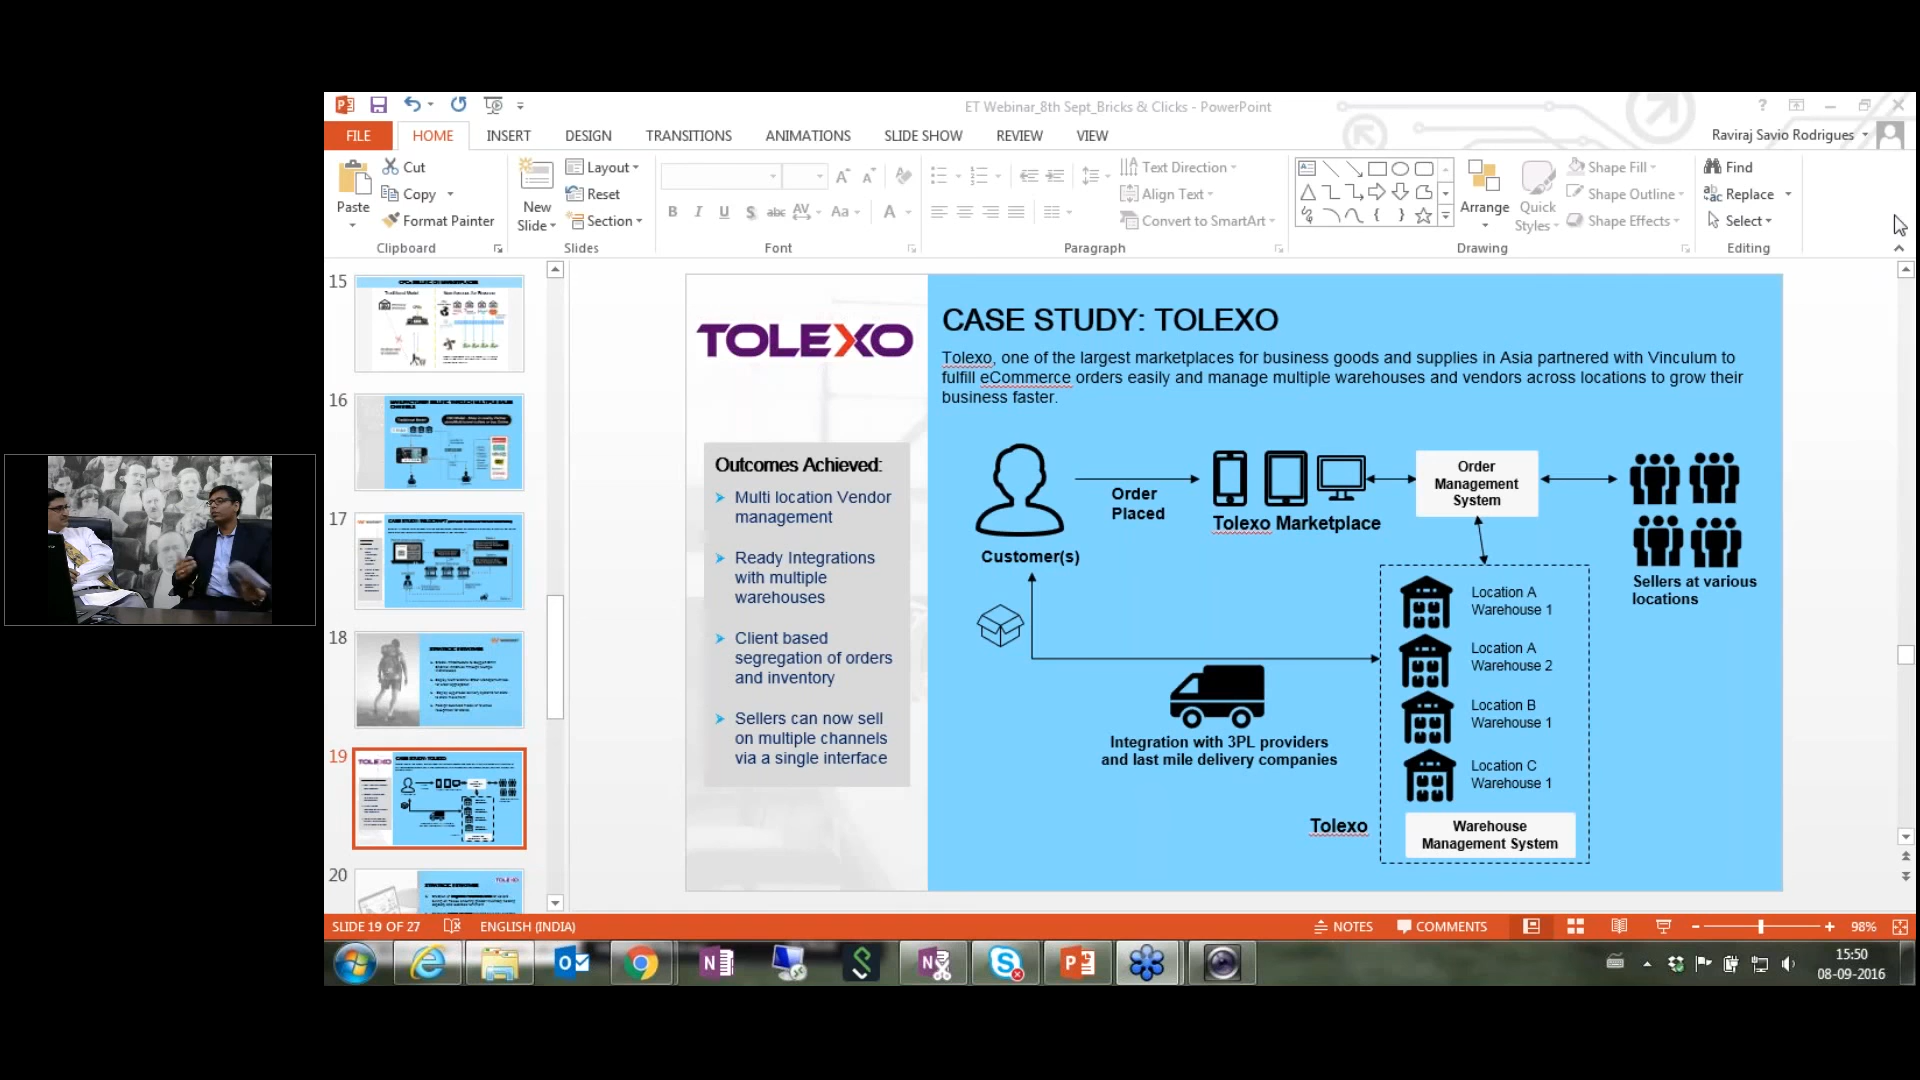 ET Webinar_8th Sept_Bricks & Clicks - PowerPoint
?
FILE
HOME
INSERT
DESIGN
TRANSITIONS
ANIMATIONS
SLIDE SHOW
REVIEW
VIEW
Raviraj Savio Rodrigues
Paste
Cut
Copy
Format Painter
Clipboard
New
Slide
Layout
Reset
Section
Slides
B I U S abc AV Aa A
Font
Text Direction
Align Text
Convert to SmartArt
Paragraph
Arrange
Quick
Styles
Shape Fill
Shape Outline
Shape Effects
Drawing
Find
Replace
Select
Editing
15
16
17
18
19
20
TOLEXO
Outcomes Achieved:
Multi location Vendor
management
Ready Integrations
with multiple
warehouses
Client based
segregation of orders
and inventory
Sellers can now sell
on multiple channels
via a single interface
CASE STUDY: TOLEXO
Tolexo, one of the largest marketplaces for business goods and supplies in Asia partnered with Vinculum to
fulfill eCommerce orders easily and manage multiple warehouses and vendors across locations to grow their
business faster.
Customer(s)
Order
Placed
Tolexo Marketplace
Order
Management
System
Sellers at various
locations
Location A
Warehouse 1
Location A
Warehouse 2
Location B
Warehouse 1
Location C
Warehouse 1
Integration with 3PL providers
and last mile delivery companies
Tolexo
Warehouse
Management System
SLIDE 19 OF 27
ENGLISH (INDIA)
NOTES
COMMENTS
98%
15:50
08-09-2016